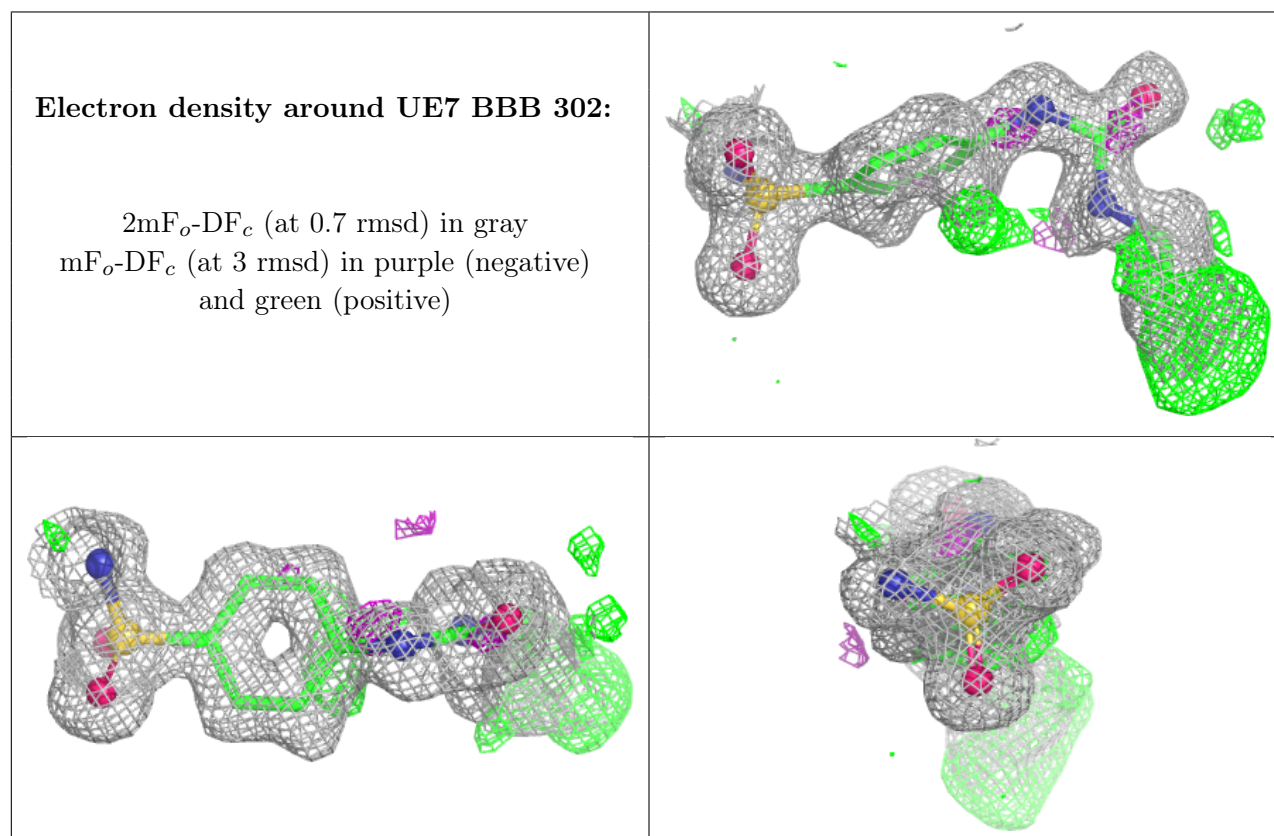 Electron density around UE7 BBB 302:
2mFo-DFc (at 0.7 rmsd) in gray
mFo-DFc (at 3 rmsd) in purple (negative)
and green (positive)